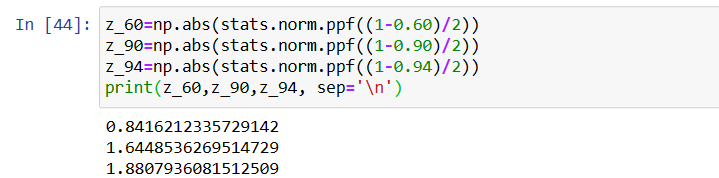 In [44]: z_60=np.abs(stats.norm.ppf((1-0.60)/2))
z_90=np.abs(stats.norm.ppf((1-0.90)/2))
z_94=np.abs(stats.norm.ppf((1-0.94)/2))
print(z_60,z_90,z_94, sep='\n')
0.8416212335729142
1.6448536269514729
1.8807936081512509